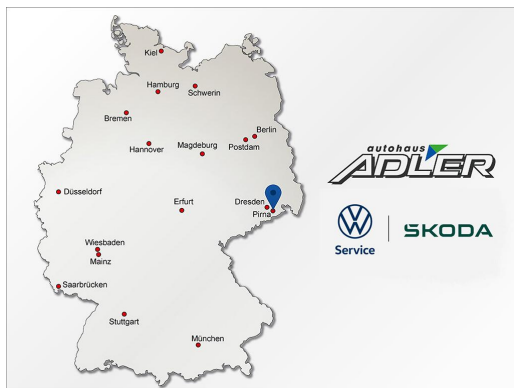 Kiel
Hamburg
Schwerin
Bremen
Berlin
Hannover
Magdeburg
Postdam
autohaus
ADLER
Düsseldorf
Erfurt
Dresden
Pirna
Service
ŠKODA
Wiesbaden
Mainz
Saarbrücken
Stuttgart
München